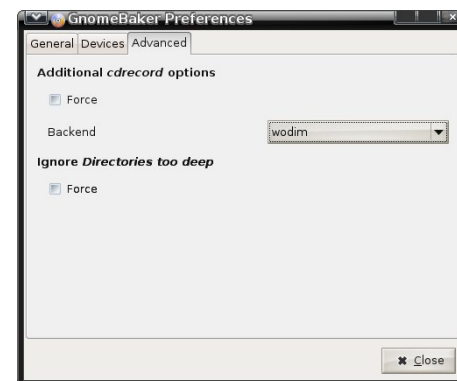 GnomeBaker Preferences
General Devices Advanced
Additional cdrecord options
Force
Backend wodim
Ignore Directories too deep
Force
Close